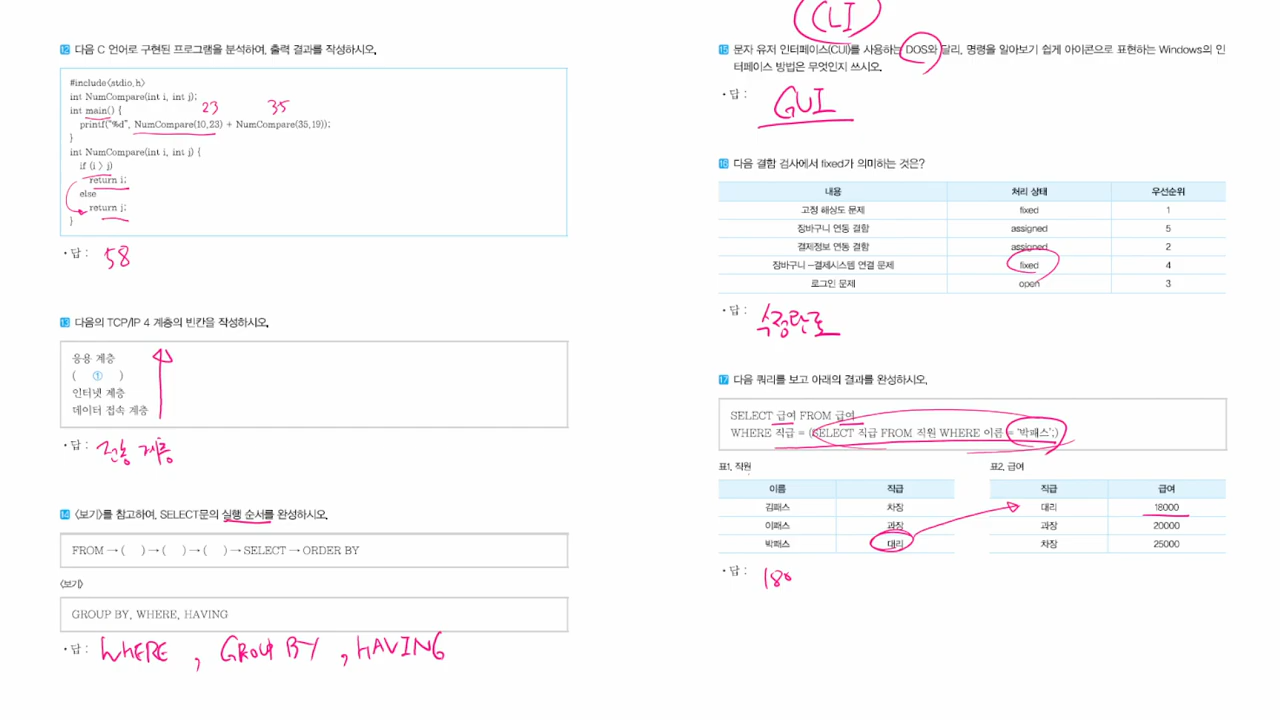 12 다음 C 언어로 구현된 프로그램을 분석하여, 출력 결과를 작성하시오.
#include<stdio.h>
int NumCompare(int i, int j);
int main() {
23 35
printf("%d", NumCompare(10,23) + NumCompare(35,19));
}
int NumCompare(int i, int j) {
if (i > j)
return i;
else
return j;
}
• 답 : 58
13 다음의 TCP/IP 4 계층의 빈칸을 작성하시오.
응용 계층
( ① )
인터넷 계층
데이터 접속 계층
• 답 : 전송 계층
14 <보기>를 참고하여, SELECT문의 실행 순서를 완성하시오.
FROM → ( ) → ( ) → ( ) → SELECT → ORDER BY
<보기>
GROUP BY, WHERE, HAVING
• 답 : WHERE , GROUP BY , HAVING
CLI
15 문자 유저 인터페이스(CUI)를 사용하는 DOS와 달리, 명령을 알아보기 쉽게 아이콘으로 표현하는 Windows의 인
터페이스 방법은 무엇인지 쓰시오.
• 답 : GUI
16 다음 결함 검사에서 fixed가 의미하는 것은?
내용 처리 상태 우선순위
고정 해상도 문제 fixed 1
장바구니 연동 결함 assigned 5
결제정보 연동 결함 assigned 2
장바구니-결제시스템 연결 문제 fixed 4
로그인 문제 open 3
• 답 : 수정완료
17 다음 쿼리를 보고 아래의 결과를 완성하시오.
SELECT 급여 FROM 급여
WHERE 직급 = (SELECT 직급 FROM 직원 WHERE 이름 = '박패스';)
표1. 직원
이름 직급
김패스 차장
이패스 과장
박패스 대리
표2. 급여
직급 급여
대리 18000
과장 20000
차장 25000
• 답 : 180